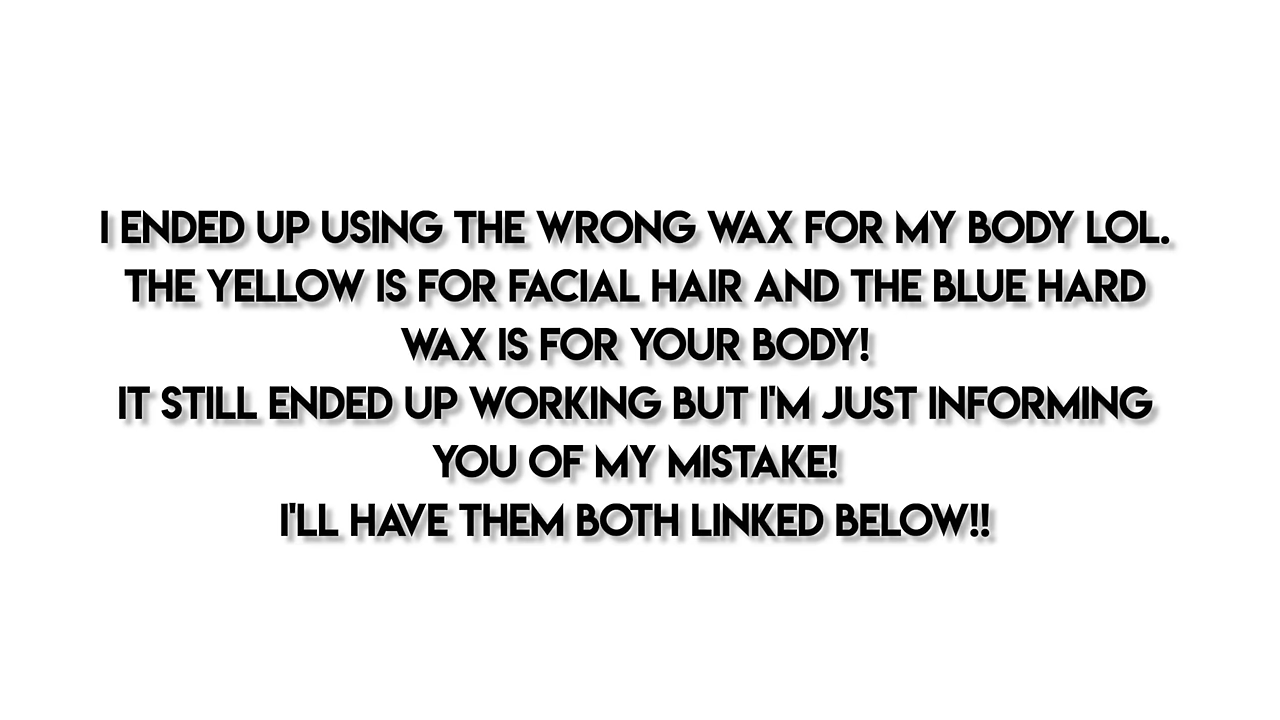 I ENDED UP USING THE WRONG WAX FOR MY BODY LOL.
THE YELLOW IS FOR FACIAL HAIR AND THE BLUE HARD
WAX IS FOR YOUR BODY!
IT STILL ENDED UP WORKING BUT I'M JUST INFORMING
YOU OF MY MISTAKE!
I'LL HAVE THEM BOTH LINKED BELOW!!